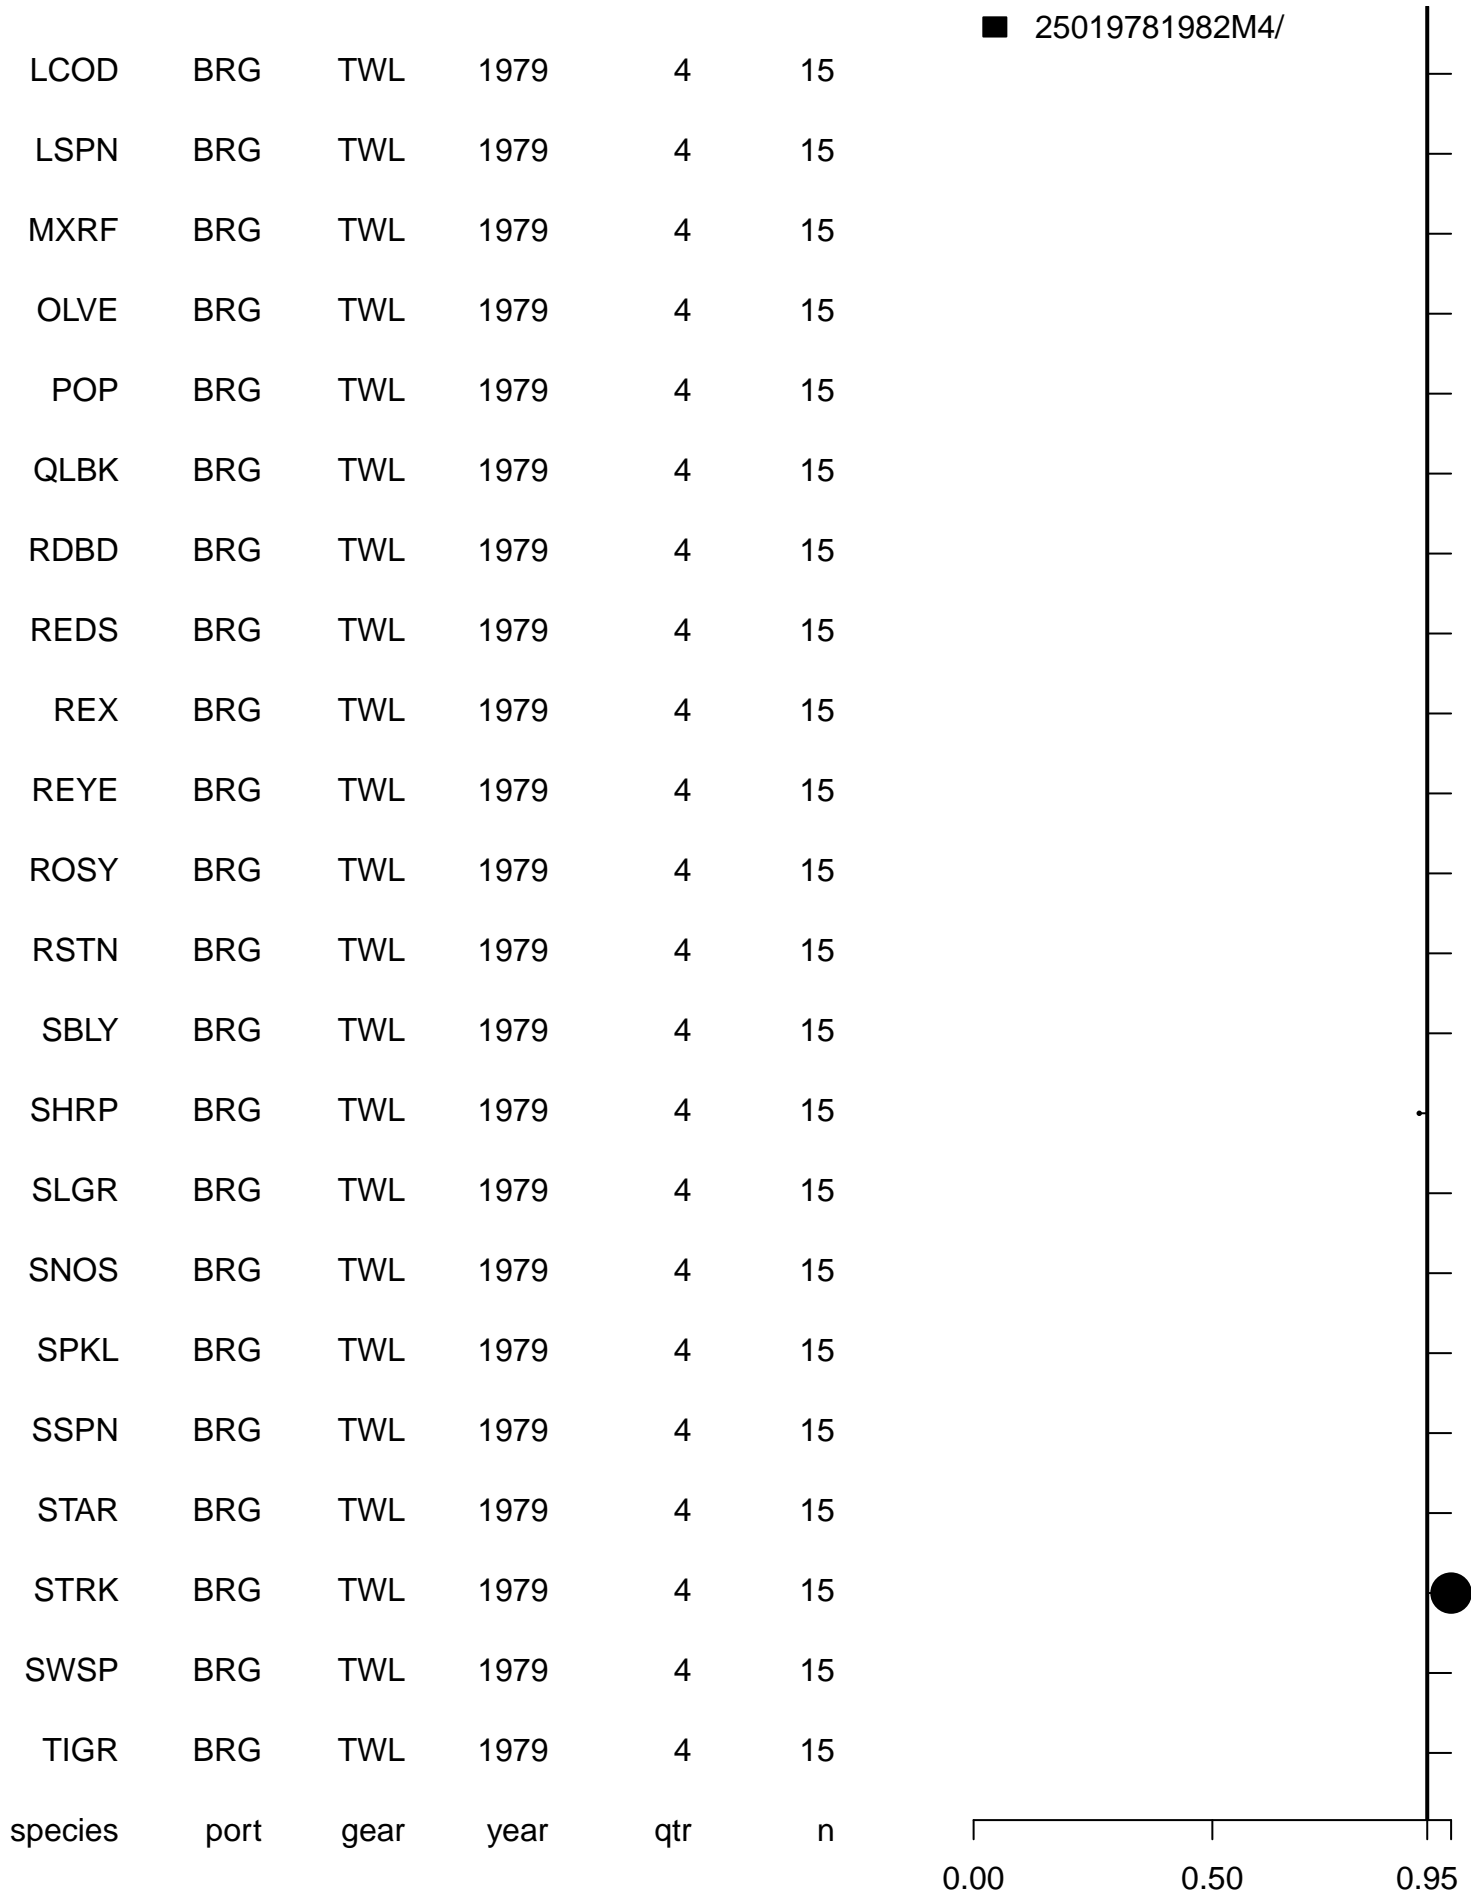 25019781982M4/
LCOD BRG TWL 1979 4 15
LSPN BRG TWL 1979 4 15
MXRF BRG TWL 1979 4 15
OLVE BRG TWL 1979 4 15
POP BRG TWL 1979 4 15
QLBK BRG TWL 1979 4 15
RDBD BRG TWL 1979 4 15
REDS BRG TWL 1979 4 15
REX BRG TWL 1979 4 15
REYE BRG TWL 1979 4 15
ROSY BRG TWL 1979 4 15
RSTN BRG TWL 1979 4 15
SBLY BRG TWL 1979 4 15
SHRP BRG TWL 1979 4 15
SLGR BRG TWL 1979 4 15
SNOS BRG TWL 1979 4 15
SPKL BRG TWL 1979 4 15
SSPN BRG TWL 1979 4 15
STAR BRG TWL 1979 4 15
STRK BRG TWL 1979 4 15
SWSP BRG TWL 1979 4 15
TIGR BRG TWL 1979 4 15
species port gear year qtr n
0.00 0.50 0.95